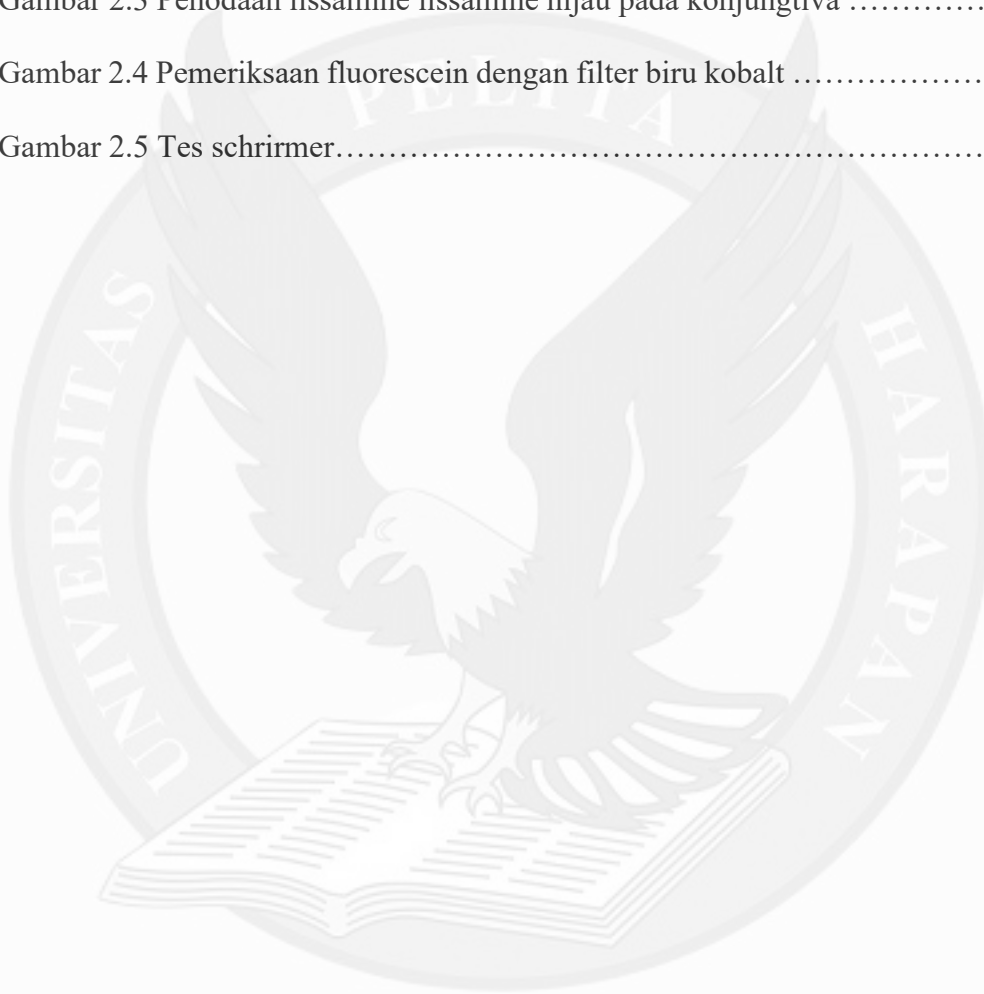 Gambar 2.3 Penodaan lissamine lissamine hijau pada konjungtiva ……………
Gambar 2.4 Pemeriksaan fluorescein dengan filter biru kobalt …………………
Gambar 2.5 Tes schrirmer……………………………………………………………
UNIVERSITAS PELITA HARAPAN